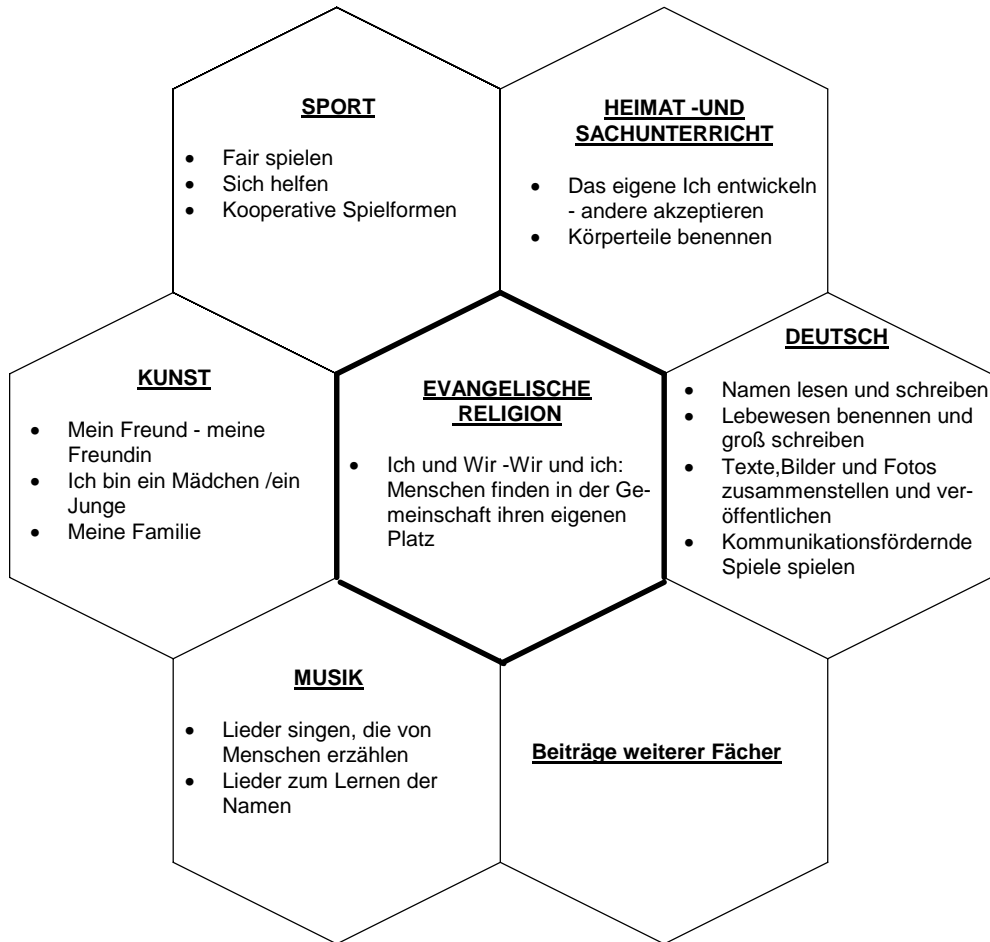 SPORT
• Fair spielen
• Sich helfen
• Kooperative Spielformen
HEIMAT -UND
SACHUNTERRICHT
• Das eigene Ich entwickeln
- andere akzeptieren
• Körperteile benennen
KUNST
• Mein Freund - meine
Freundin
• Ich bin ein Mädchen /ein
Junge
• Meine Familie
EVANGELISCHE
RELIGION
• Ich und Wir -Wir und ich:
Menschen finden in der Ge-
meinschaft ihren eigenen
Platz
DEUTSCH
• Namen lesen und schreiben
• Lebewesen benennen und
groß schreiben
• Texte,Bilder und Fotos
zusammenstellen und ver-
öffentlichen
• Kommunikationsfördernde
Spiele spielen
MUSIK
• Lieder singen, die von
Menschen erzählen
• Lieder zum Lernen der
Namen
Beiträge weiterer Fächer